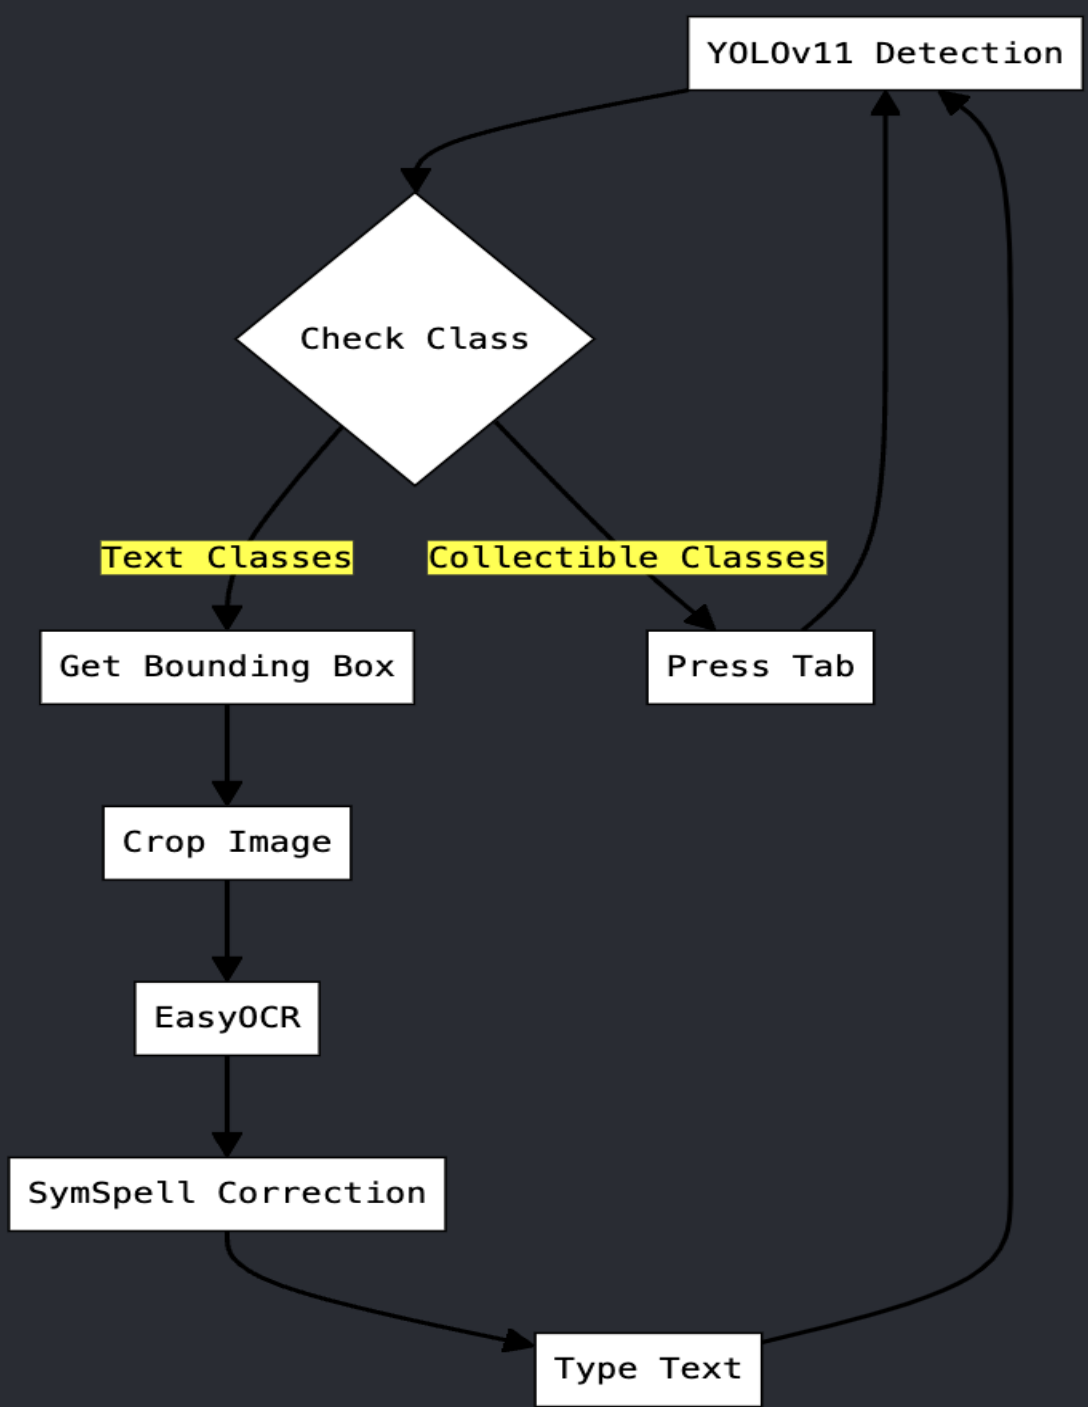 YOLOv11 Detection
Check Class
Text Classes
Collectible Classes
Get Bounding Box
Press Tab
Crop Image
EasyOCR
SymSpell Correction
Type Text